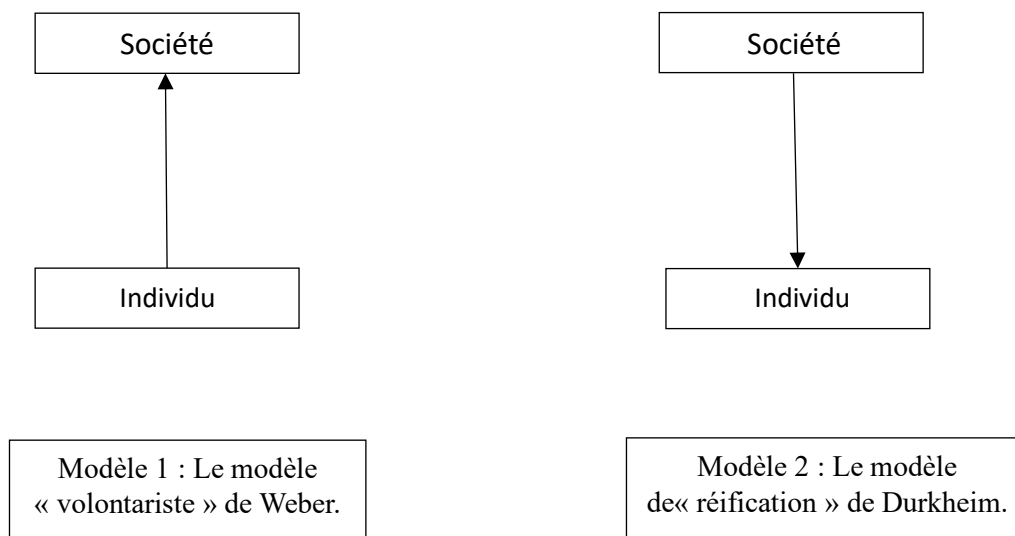 Société
Société
Individu
Individu
Modèle 1 : Le modèle
« volontariste » de Weber.
Modèle 2 : Le modèle
de« réification » de Durkheim.